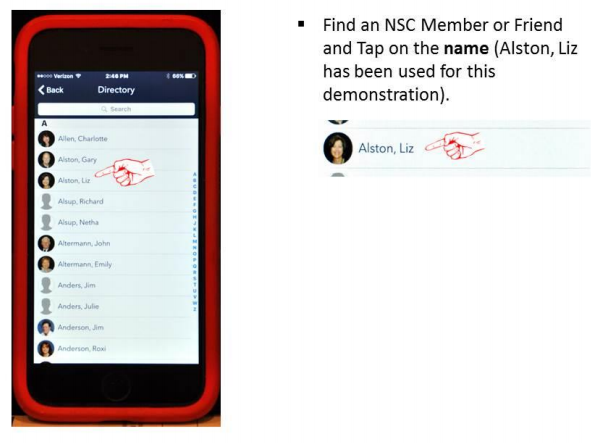 Verizon 2:46 PM
Back Directory
Search
A
Allen, Charlotte
Alston, Gary
Alston, Liz
Alsup, Richard
Alsup, Netha
Altermann, John
Altermann, Emily
Anders, Jim
Anders, Julie
Anderson, Jim
Anderson, Roxi
▪ Find an NSC Member or Friend
and Tap on the name (Alston, Liz
has been used for this
demonstration).
Alston, Liz